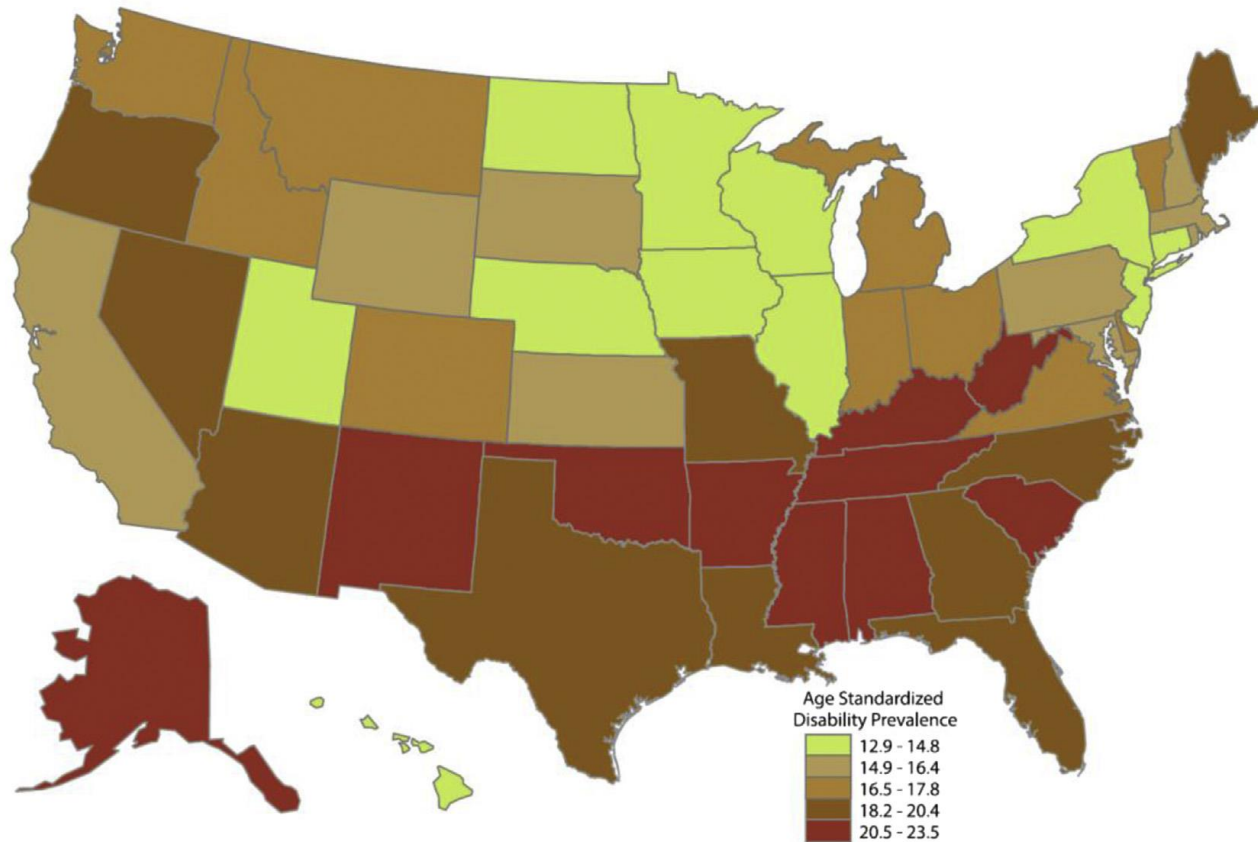 Age Standardized
Disability Prevalence
12.9 - 14.8
14.9 - 16.4
16.5 - 17.8
18.2 - 20.4
20.5 - 23.5